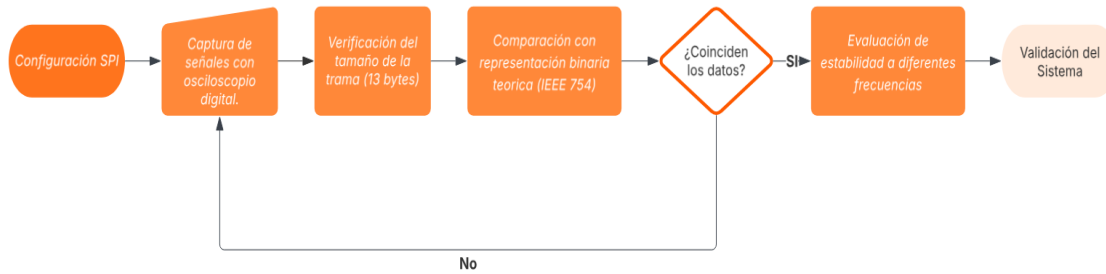 Configuración SPI
Captura de
señales con
osciloscopio
digital.
Verificación del
tamaño de la
trama (13 bytes)
Comparación con
representación binaria
teorica (IEEE 754)
¿Coinciden
los datos?
SI
Evaluación de
estabilidad a diferentes
frecuencias
Validación del
Sistema
No